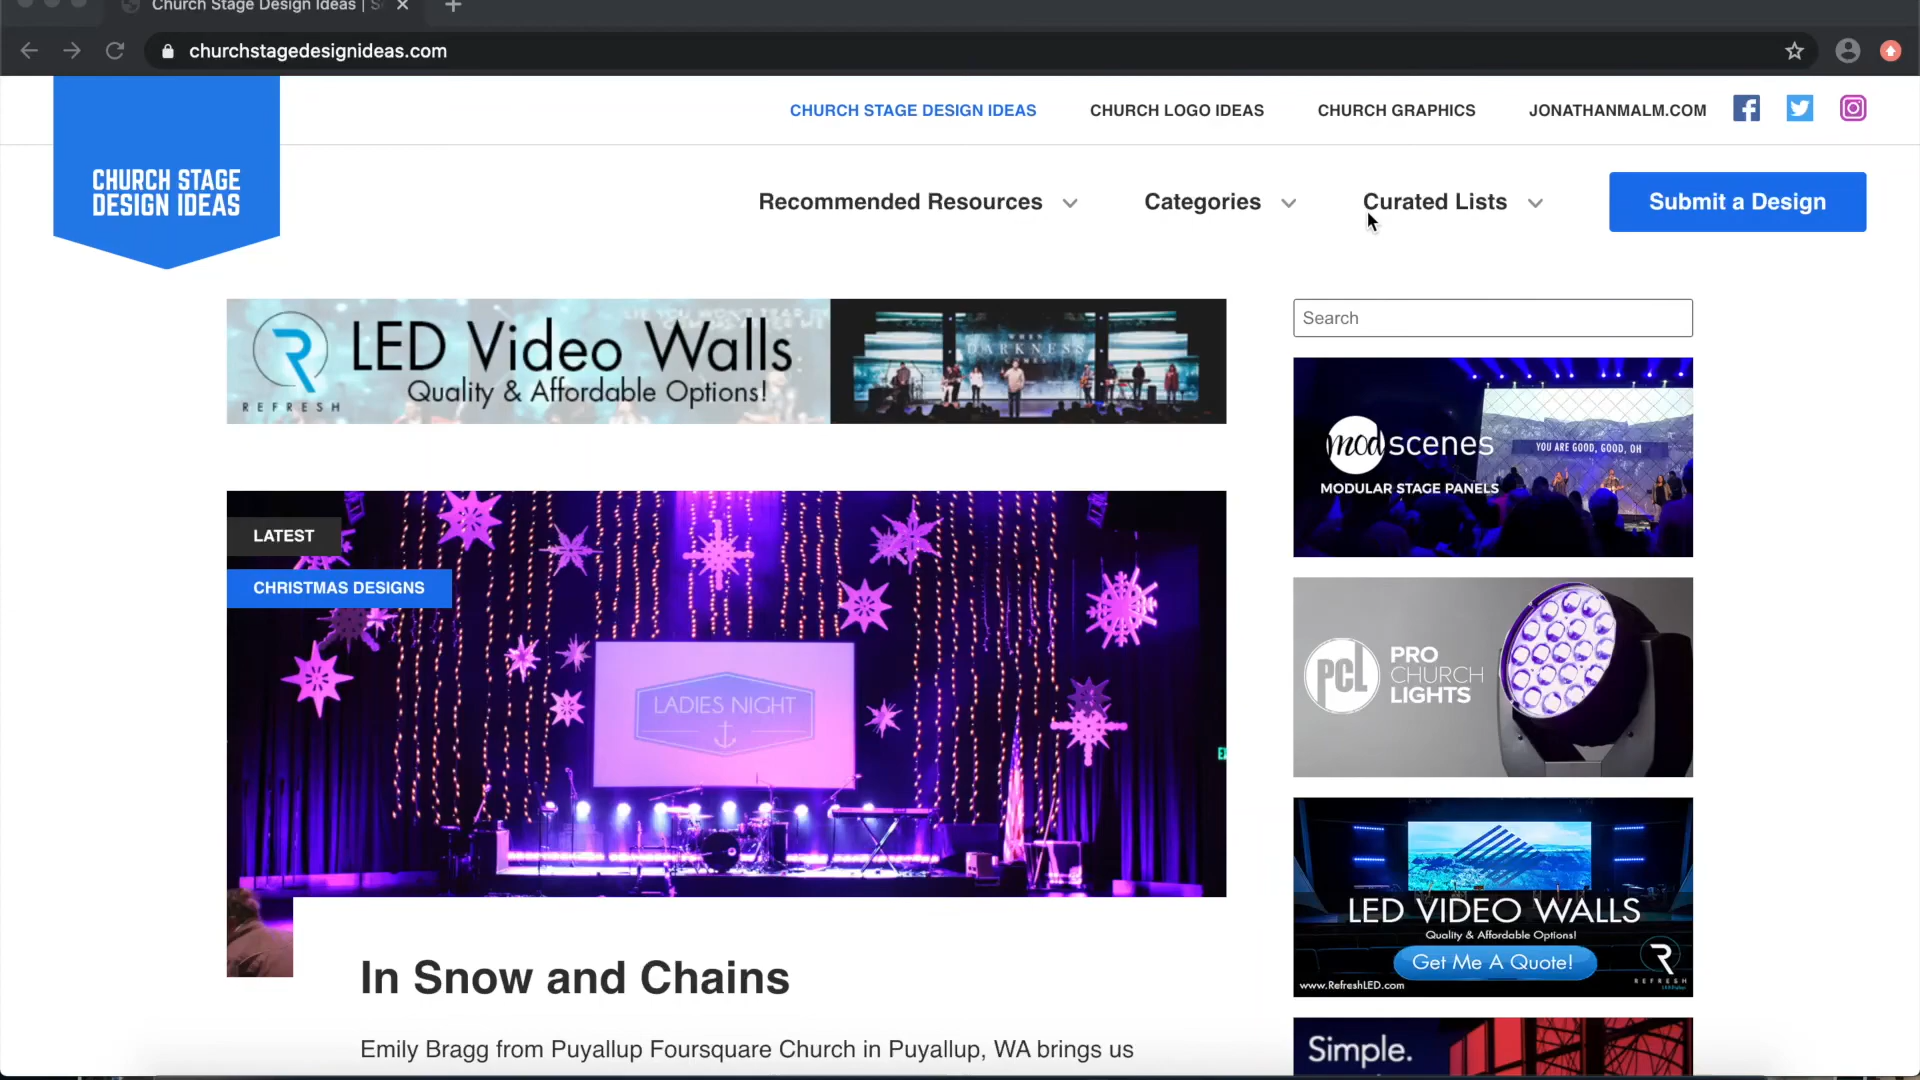 Church Stage Design Ideas |
churchstagedesignideas.com
CHURCH STAGE DESIGN IDEAS
CHURCH LOGO IDEAS
CHURCH GRAPHICS
JONATHANMALM.COM
CHURCH STAGE
DESIGN IDEAS
Recommended Resources
Categories
Curated Lists
Submit a Design
R
REFRESH
LED Video Walls
Quality & Affordable Options!
DARKNESS
Search
modscenes
MODULAR STAGE PANELS
YOU ARE GOOD, GOOD, OH
LATEST
CHRISTMAS DESIGNS
LADIES NIGHT
pcl
PRO
CHURCH
LIGHTS
LED VIDEO WALLS
Quality & Affordable Options!
Get Me A Quote!
www.RefreshLED.com
R
REFRESH
In Snow and Chains
Emily Bragg from Puyallup Foursquare Church in Puyallup, WA brings us
Simple.